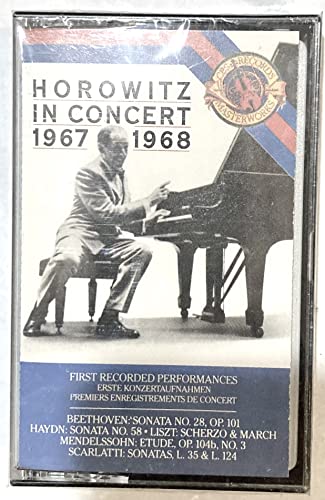 HOROWITZ
IN CONCERT
1967 1968
CBS RECORDS
MASTERWORKS
FIRST RECORDED PERFORMANCES
ERSTE KONZERTAUFNAHMEN
PREMIERS ENREGISTREMENTS DE CONCERT
BEETHOVEN: SONATA NO. 28, OP. 101
HAYDN: SONATA NO. 58 • LISZT: SCHERZO & MARCH
MENDELSSOHN: ETUDE, OP. 104b, NO. 3
SCARLATTI: SONATAS, L. 35 & L. 124